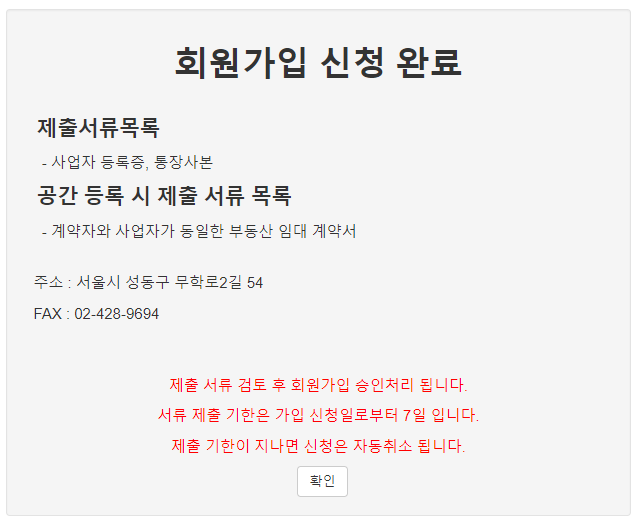 회원가입 신청 완료
제출서류목록
- 사업자 등록증, 통장사본
공간 등록 시 제출 서류 목록
- 계약자와 사업자가 동일한 부동산 임대 계약서
주소 : 서울시 성동구 무학로2길 54
FAX : 02-428-9694
제출 서류 검토 후 회원가입 승인처리 됩니다.
서류 제출 기한은 가입 신청일로부터 7일 입니다.
제출 기한이 지나면 신청은 자동취소 됩니다.
확인